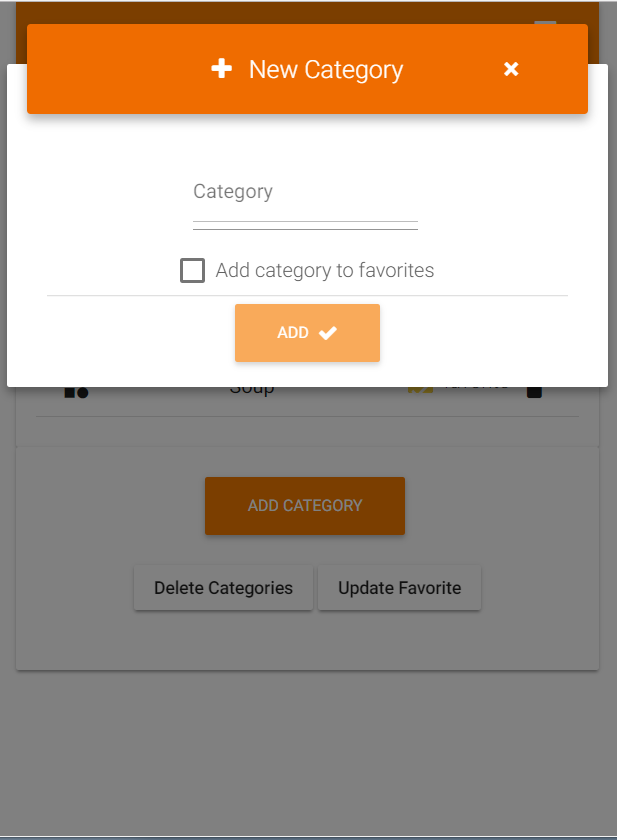 New Category
Category
Add category to favorites
ADD
Soup
ADD CATEGORY
Delete Categories
Update Favorite